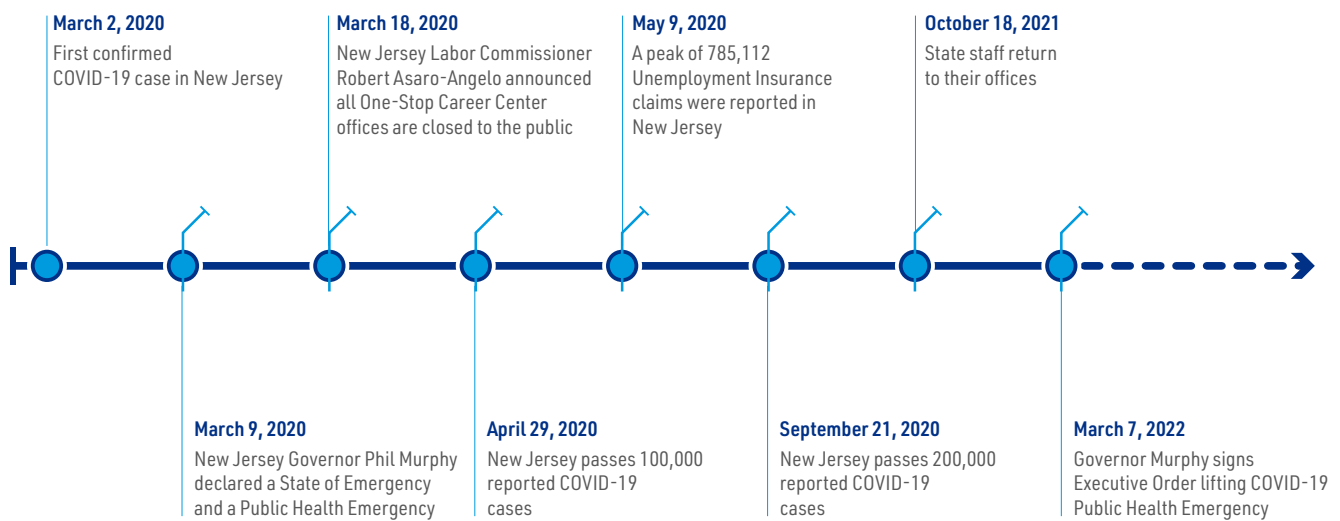 March 2, 2020
First confirmed
COVID-19 case in New Jersey
March 18, 2020
New Jersey Labor Commissioner
Robert Asaro-Angelo announced
all One-Stop Career Center
offices are closed to the public
May 9, 2020
A peak of 785,112
Unemployment Insurance
claims were reported in
New Jersey
October 18, 2021
State staff return
to their offices
March 9, 2020
New Jersey Governor Phil Murphy
declared a State of Emergency
and a Public Health Emergency
April 29, 2020
New Jersey passes 100,000
reported COVID-19
cases
September 21, 2020
New Jersey passes 200,000
reported COVID-19
cases
March 7, 2022
Governor Murphy signs
Executive Order lifting COVID-19
Public Health Emergency